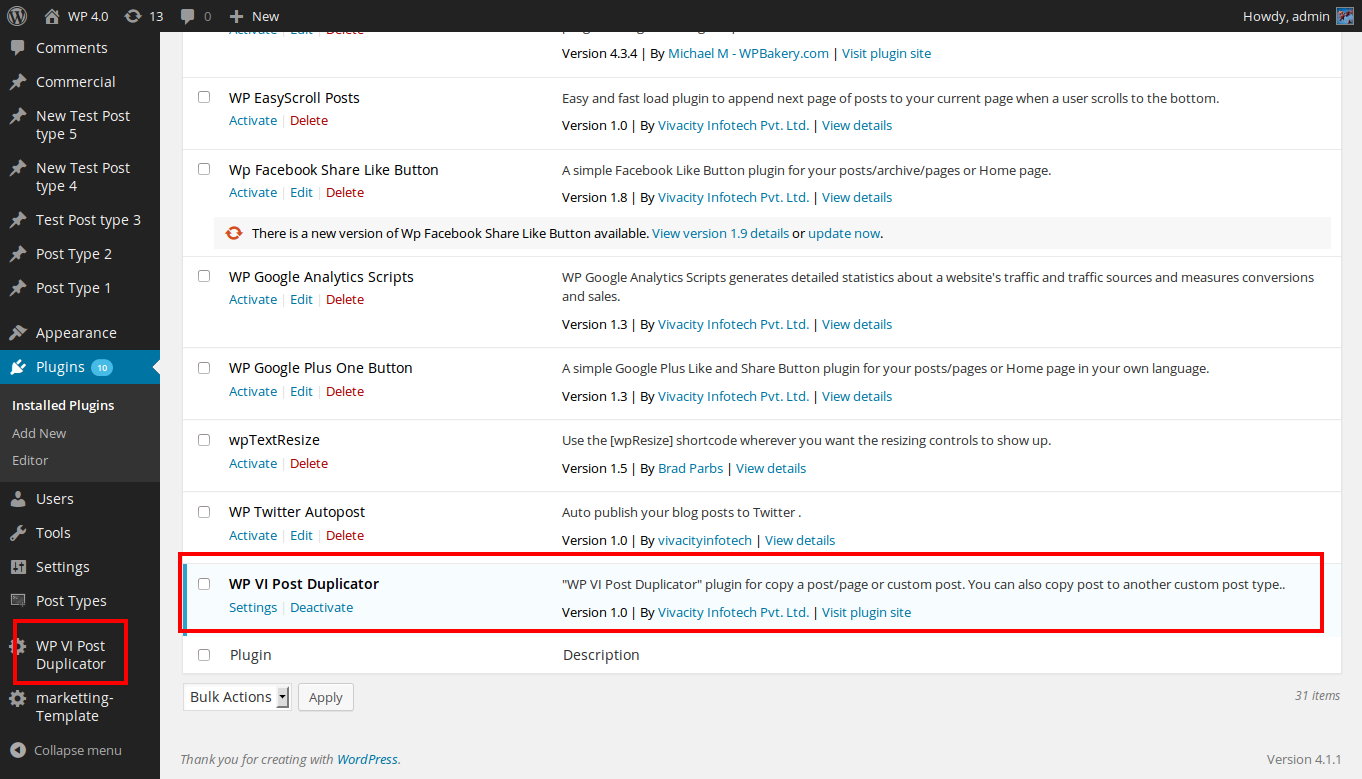 WP 4.0 13 0 New Howdy, admin
Comments
Commercial
New Test Post
type 5
New Test Post
type 4
Test Post type 3
Post Type 2
Post Type 1
Appearance
Plugins 10
Installed Plugins
Add New
Editor
Users
Tools
Settings
Post Types
WP VI Post
Duplicator
marketting-
Template
Collapse menu
Activate | Edit | Delete
Version 4.3.4 | By Michael M - WPBakery.com | Visit plugin site
WP EasyScroll Posts
Activate | Delete
Easy and fast load plugin to append next page of posts to your current page when a user scrolls to the bottom.
Version 1.0 | By Vivacity Infotech Pvt. Ltd. | View details
Wp Facebook Share Like Button
Activate | Edit | Delete
A simple Facebook Like Button plugin for your posts/archive/pages or Home page.
Version 1.8 | By Vivacity Infotech Pvt. Ltd. | View details
There is a new version of Wp Facebook Share Like Button available. View version 1.9 details or update now.
WP Google Analytics Scripts
Activate | Edit | Delete
WP Google Analytics Scripts generates detailed statistics about a website's traffic and traffic sources and measures conversions
and sales.
Version 1.3 | By Vivacity Infotech Pvt. Ltd. | View details
WP Google Plus One Button
Activate | Edit | Delete
A simple Google Plus Like and Share Button plugin for your posts/pages or Home page in your own language.
Version 1.3 | By Vivacity Infotech Pvt. Ltd. | View details
wpTextResize
Activate | Delete
Use the [wpResize] shortcode wherever you want the resizing controls to show up.
Version 1.5 | By Brad Parbs | View details
WP Twitter Autopost
Activate | Edit | Delete
Auto publish your blog posts to Twitter .
Version 1.0 | By vivacityinfotech | View details
WP VI Post Duplicator
Settings | Deactivate
"WP VI Post Duplicator" plugin for copy a post/page or custom post. You can also copy post to another custom post type..
Version 1.0 | By Vivacity Infotech Pvt. Ltd. | Visit plugin site
Plugin Description
Bulk Actions Apply
31 items
Thank you for creating with WordPress.
Version 4.1.1